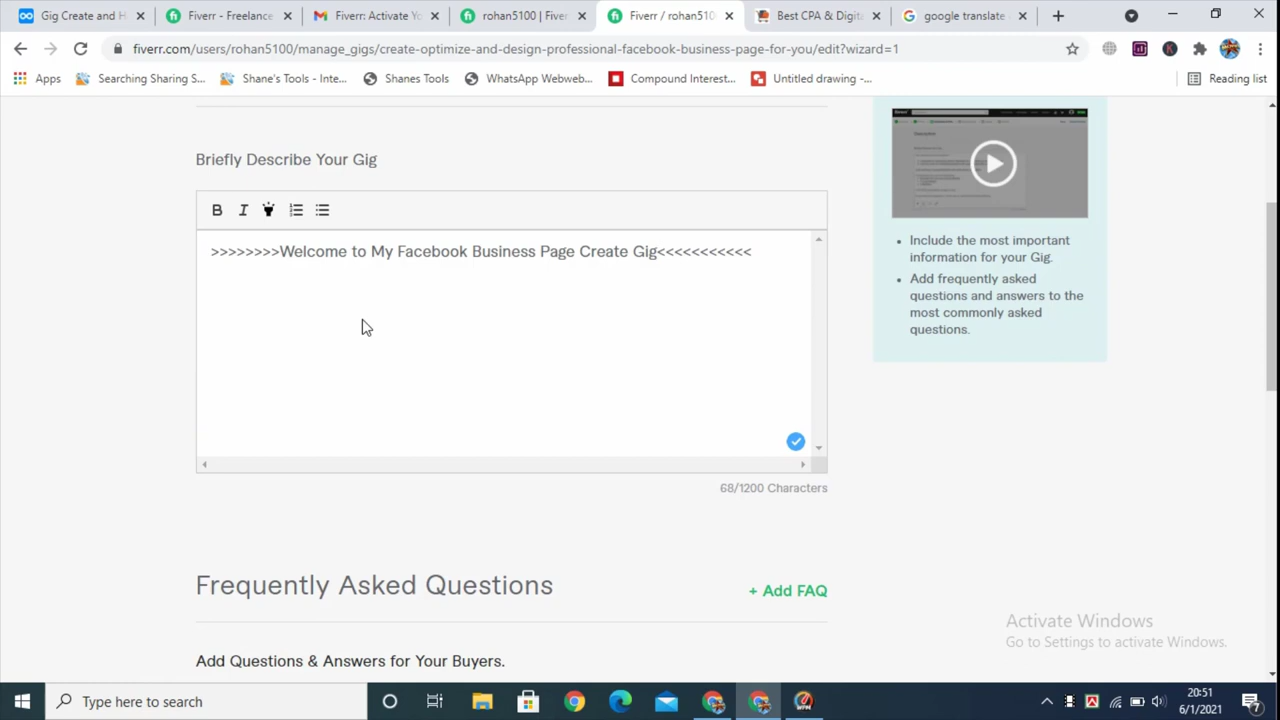 Gig Create and H
Fiverr - Freelance
Fiverr: Activate Yo
rohan5100 | Fiverr
Fiverr / rohan5100
Best CPA & Digita
google translate
fiverr.com/users/rohan5100/manage_gigs/create-optimize-and-design-professional-facebook-business-page-for-you/edit?wizard=1
Apps
Searching Sharing S...
Shane's Tools - Inte...
Shanes Tools
WhatsApp Webweb...
Compound Interest...
Untitled drawing -...
Reading list
Briefly Describe Your Gig
B I
>>>>>>>>Welcome to My Facebook Business Page Create Gig<<<<<<<<<<<
68/1200 Characters
Include the most important
information for your Gig.
Add frequently asked
questions and answers to the
most commonly asked
questions.
Frequently Asked Questions
+ Add FAQ
Add Questions & Answers for Your Buyers.
Activate Windows
Go to Settings to activate Windows.
Type here to search
20:51
6/1/2021
7